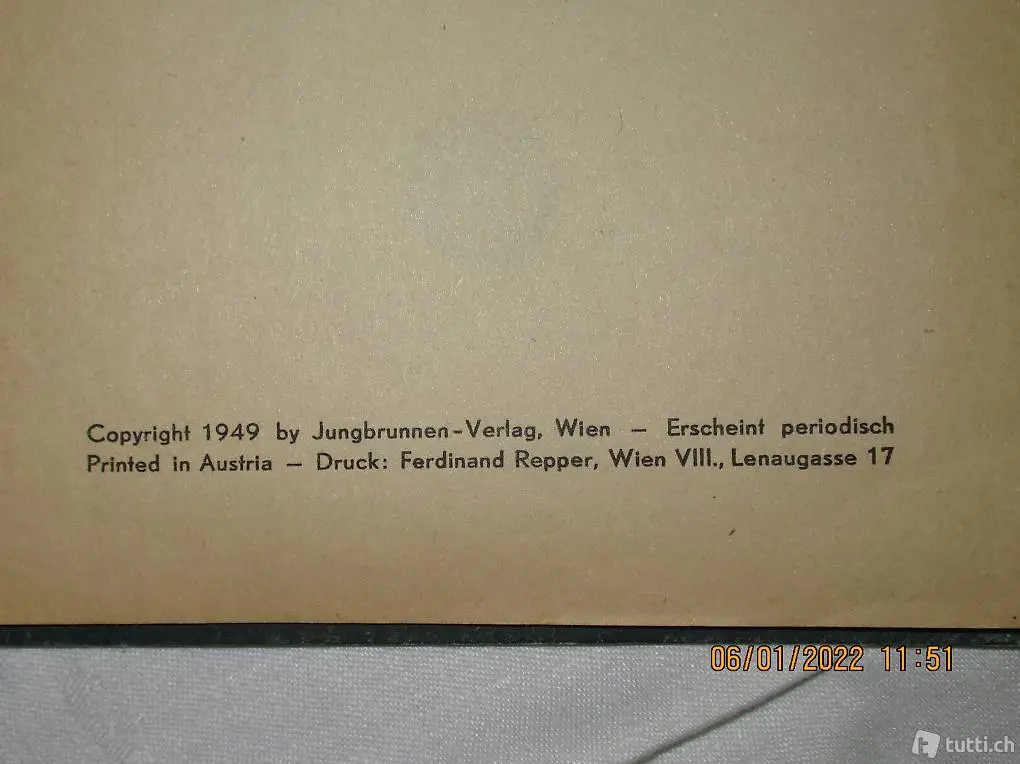 Copyright 1949 by Jungbrunnen-Verlag, Wien — Erscheint periodisch
Printed in Austria — Druck: Ferdinand Repper, Wien VIII., Lenaugasse 17
06/01/2022 11:51
tutti.ch